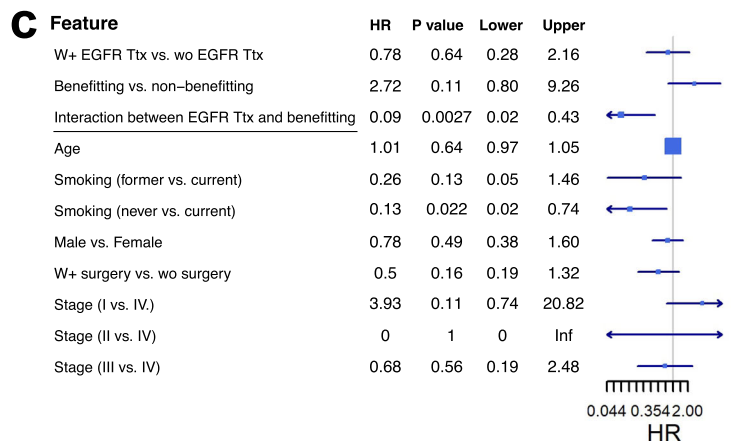 C Feature HR P value Lower Upper
W+ EGFR Ttx vs. wo EGFR Ttx 0.78 0.64 0.28 2.16
Benefitting vs. non−benefitting 2.72 0.11 0.80 9.26
Interaction between EGFR Ttx and benefitting 0.09 0.0027 0.02 0.43
Age 1.01 0.64 0.97 1.05
Smoking (former vs. current) 0.26 0.13 0.05 1.46
Smoking (never vs. current) 0.13 0.022 0.02 0.74
Male vs. Female 0.78 0.49 0.38 1.60
W+ surgery vs. wo surgery 0.5 0.16 0.19 1.32
Stage (I vs. IV.) 3.93 0.11 0.74 20.82
Stage (II vs. IV) 0 1 0 Inf
Stage (III vs. IV) 0.68 0.56 0.19 2.48
0.044 0.3542.00
HR